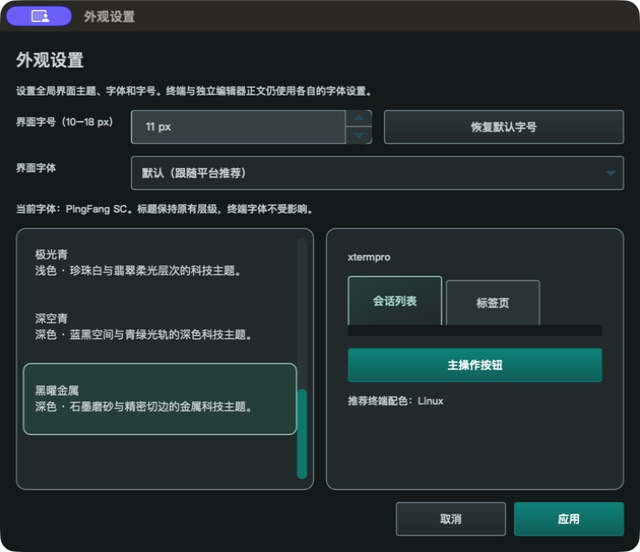 外观设置
外观设置
设置全局界面主题、字体和字号。终端与独立编辑器正文仍使用各自的字体设置。
界面字号（10—18 px）
11 px
恢复默认字号
界面字体
默认（跟随平台推荐）
当前字体：PingFang SC。标题保持原有层级，终端字体不受影响。
极光青
浅色 · 珍珠白与翡翠柔光层次的科技主题。
深空青
深色 · 蓝黑空间与青绿光轨的深色科技主题。
黑曜金属
深色 · 石墨磨砂与精密切边的金属科技主题。
xtermpro
会话列表
标签页
主操作按钮
推荐终端配色：Linux
取消
应用